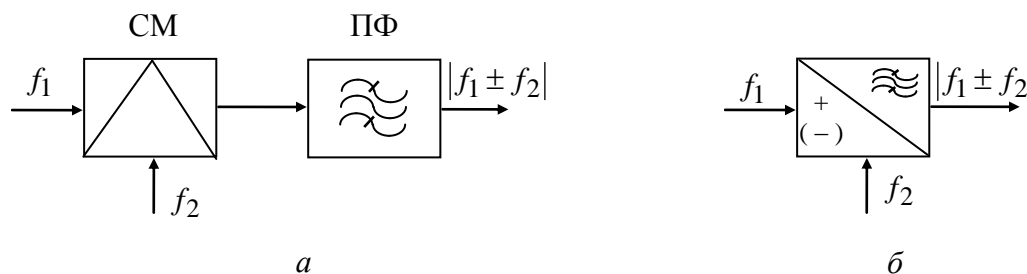 СМ ПФ
f₁ |f₁ ± f₂| f₁ + |f₁ ± f₂
(−)
f₂ f₂
а б